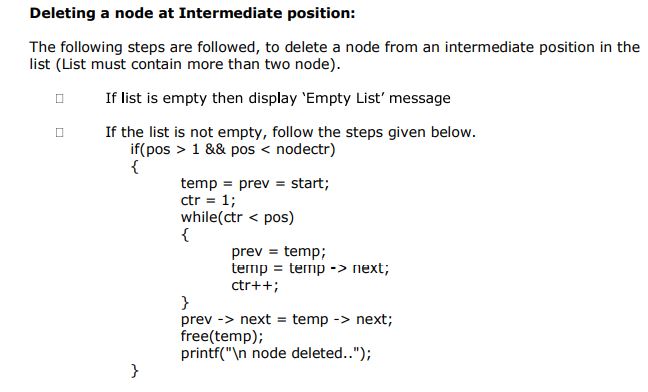 Deleting a node at Intermediate position:
The following steps are followed, to delete a node from an intermediate position in the
list (List must contain more than two node).
If list is empty then display ‘Empty List’ message
If the list is not empty, follow the steps given below.
if(pos > 1 && pos < nodectr)
{
temp = prev = start;
ctr = 1;
while(ctr < pos)
{
prev = temp;
temp = temp -> next;
ctr++;
}
prev -> next = temp -> next;
free(temp);
printf("\n node deleted..");
}